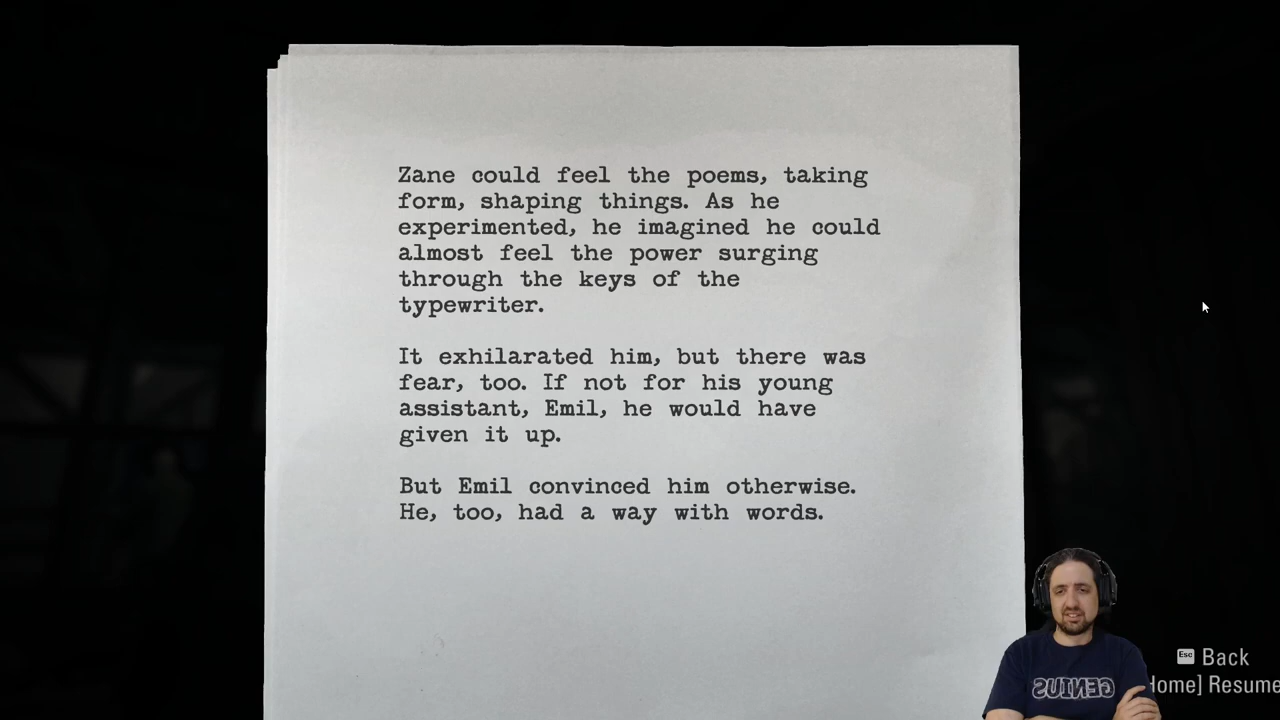 Zane could feel the poems, taking
form, shaping things. As he
experimented, he imagined he could
almost feel the power surging
through the keys of the
typewriter.
It exhilarated him, but there was
fear, too. If not for his young
assistant, Emil, he would have
given it up.
But Emil convinced him otherwise.
He, too, had a way with words.
GENIUS
Esc Back
Home] Resume